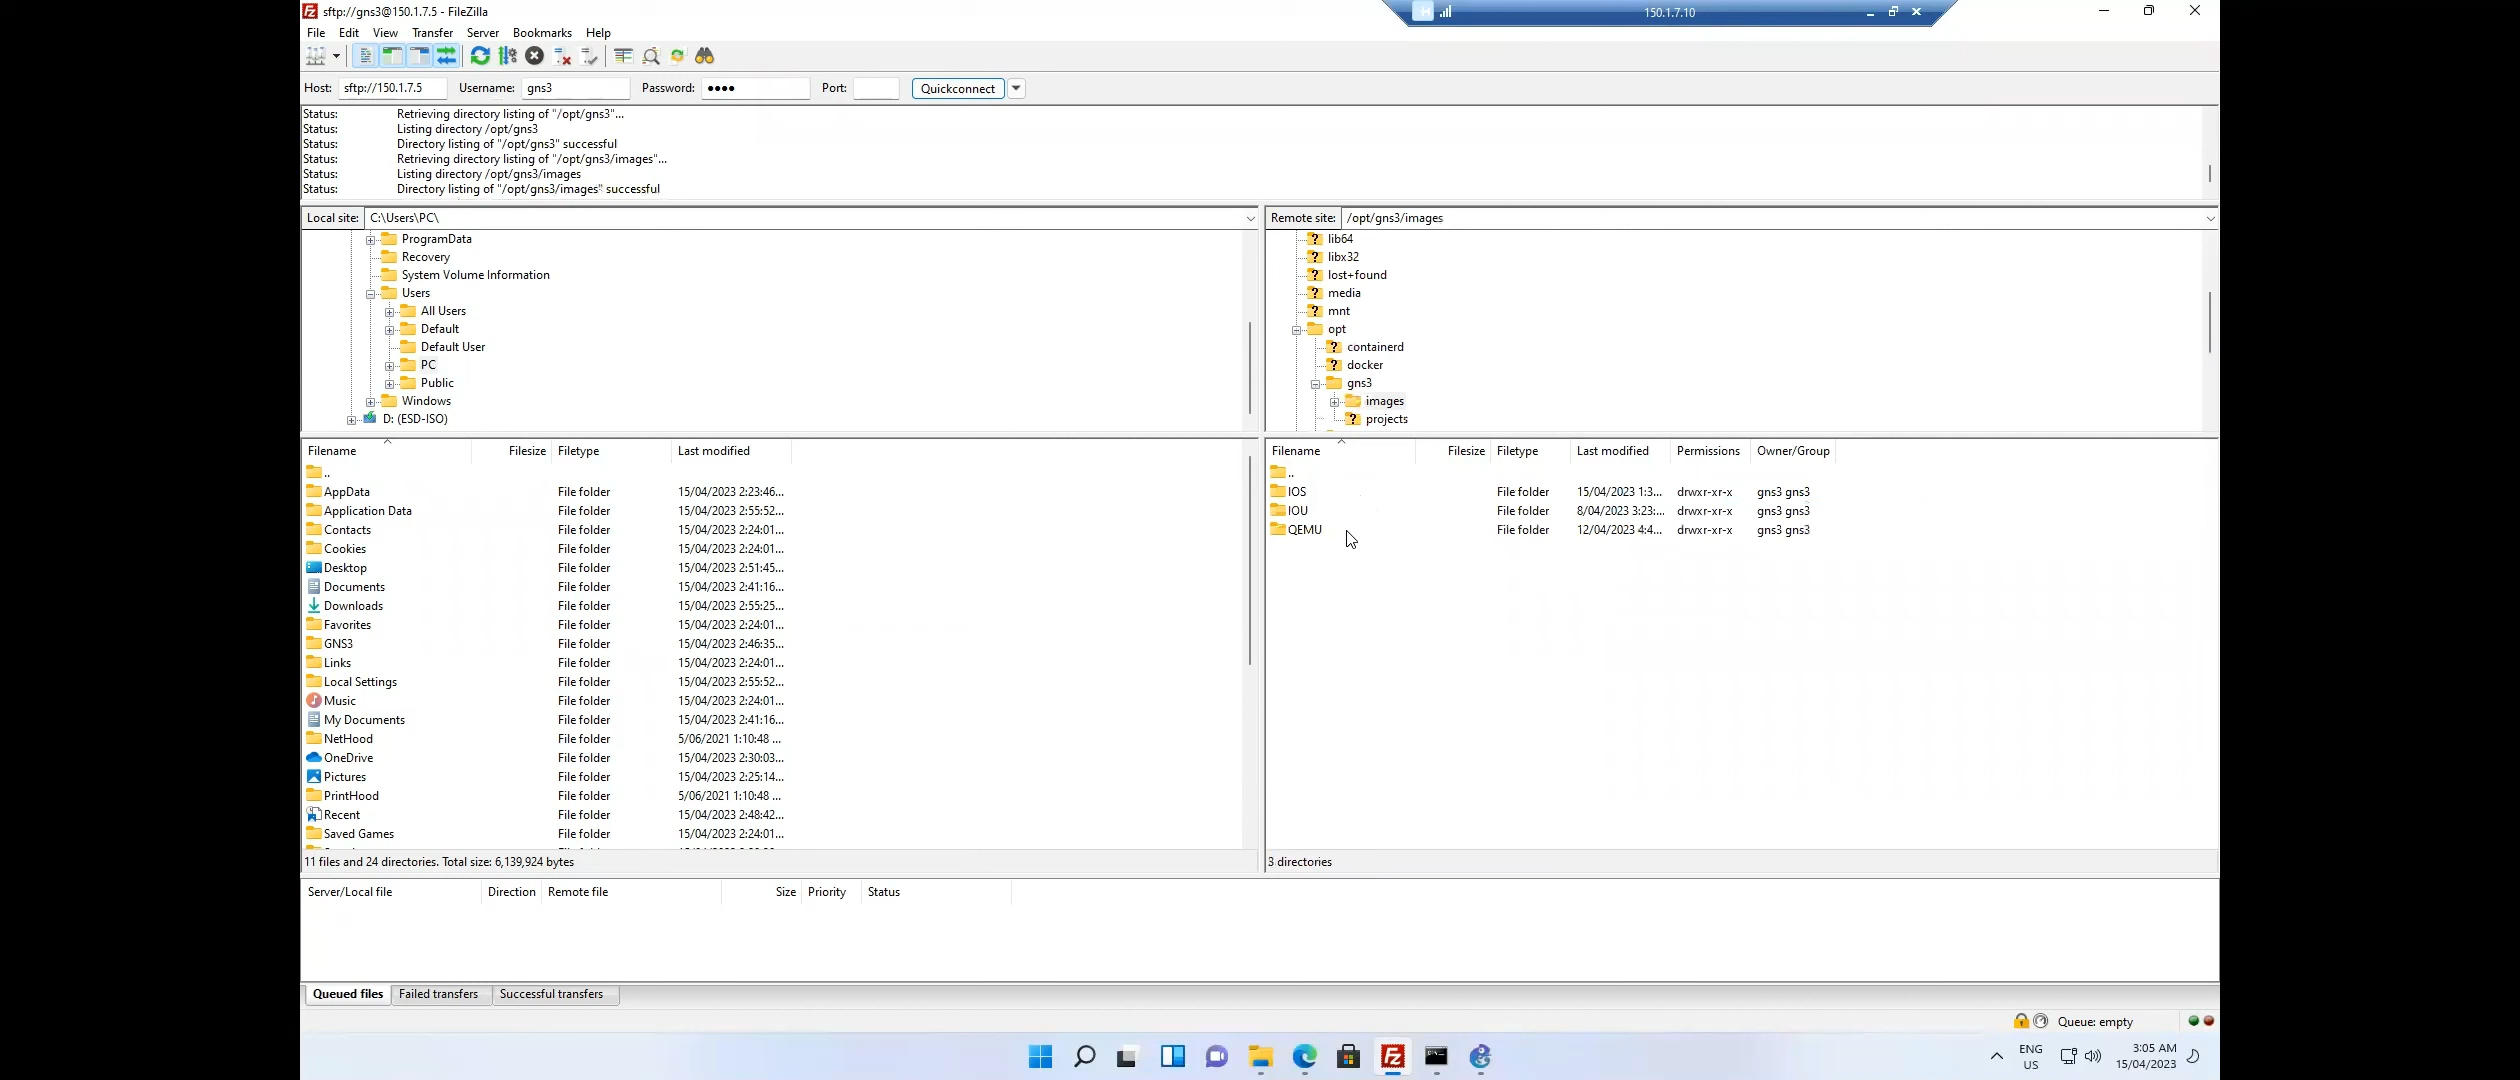 sftp://gns3@150.1.7.5 - FileZilla
150.1.7.10
File Edit View Transfer Server Bookmarks Help
Host: sftp://150.1.7.5 Username: gns3 Password: •••• Port: Quickconnect
Status: Retrieving directory listing of "/opt/gns3"...
Status: Listing directory /opt/gns3
Status: Directory listing of "/opt/gns3" successful
Status: Retrieving directory listing of "/opt/gns3/images"...
Status: Listing directory /opt/gns3/images
Status: Directory listing of "/opt/gns3/images" successful
Local site: C:\Users\PC\
ProgramData
Recovery
System Volume Information
Users
All Users
Default
Default User
PC
Public
Windows
D: (ESD-ISO)
Remote site: /opt/gns3/images
lib64
libx32
lost+found
media
mnt
opt
containerd
docker
gns3
images
projects
Filename Filesize Filetype Last modified
..
AppData File folder 15/04/2023 2:23:46...
Application Data File folder 15/04/2023 2:55:52...
Contacts File folder 15/04/2023 2:24:01...
Cookies File folder 15/04/2023 2:24:01...
Desktop File folder 15/04/2023 2:51:45...
Documents File folder 15/04/2023 2:41:16...
Downloads File folder 15/04/2023 2:55:25...
Favorites File folder 15/04/2023 2:24:01...
GNS3 File folder 15/04/2023 2:46:35...
Links File folder 15/04/2023 2:24:01...
Local Settings File folder 15/04/2023 2:55:52...
Music File folder 15/04/2023 2:24:01...
My Documents File folder 15/04/2023 2:41:16...
NetHood File folder 5/06/2021 1:10:48 ...
OneDrive File folder 15/04/2023 2:30:03...
Pictures File folder 15/04/2023 2:25:14...
PrintHood File folder 5/06/2021 1:10:48 ...
Recent File folder 15/04/2023 2:48:42...
Saved Games File folder 15/04/2023 2:24:01...
11 files and 24 directories. Total size: 6,139,924 bytes
Filename Filesize Filetype Last modified Permissions Owner/Group
..
IOS File folder 15/04/2023 1:3... drwxr-xr-x gns3 gns3
IOU File folder 8/04/2023 3:23:... drwxr-xr-x gns3 gns3
QEMU File folder 12/04/2023 4:4... drwxr-xr-x gns3 gns3
3 directories
Server/Local file Direction Remote file Size Priority Status
Queued files Failed transfers Successful transfers
Queue: empty
ENG
US
3:05 AM
15/04/2023